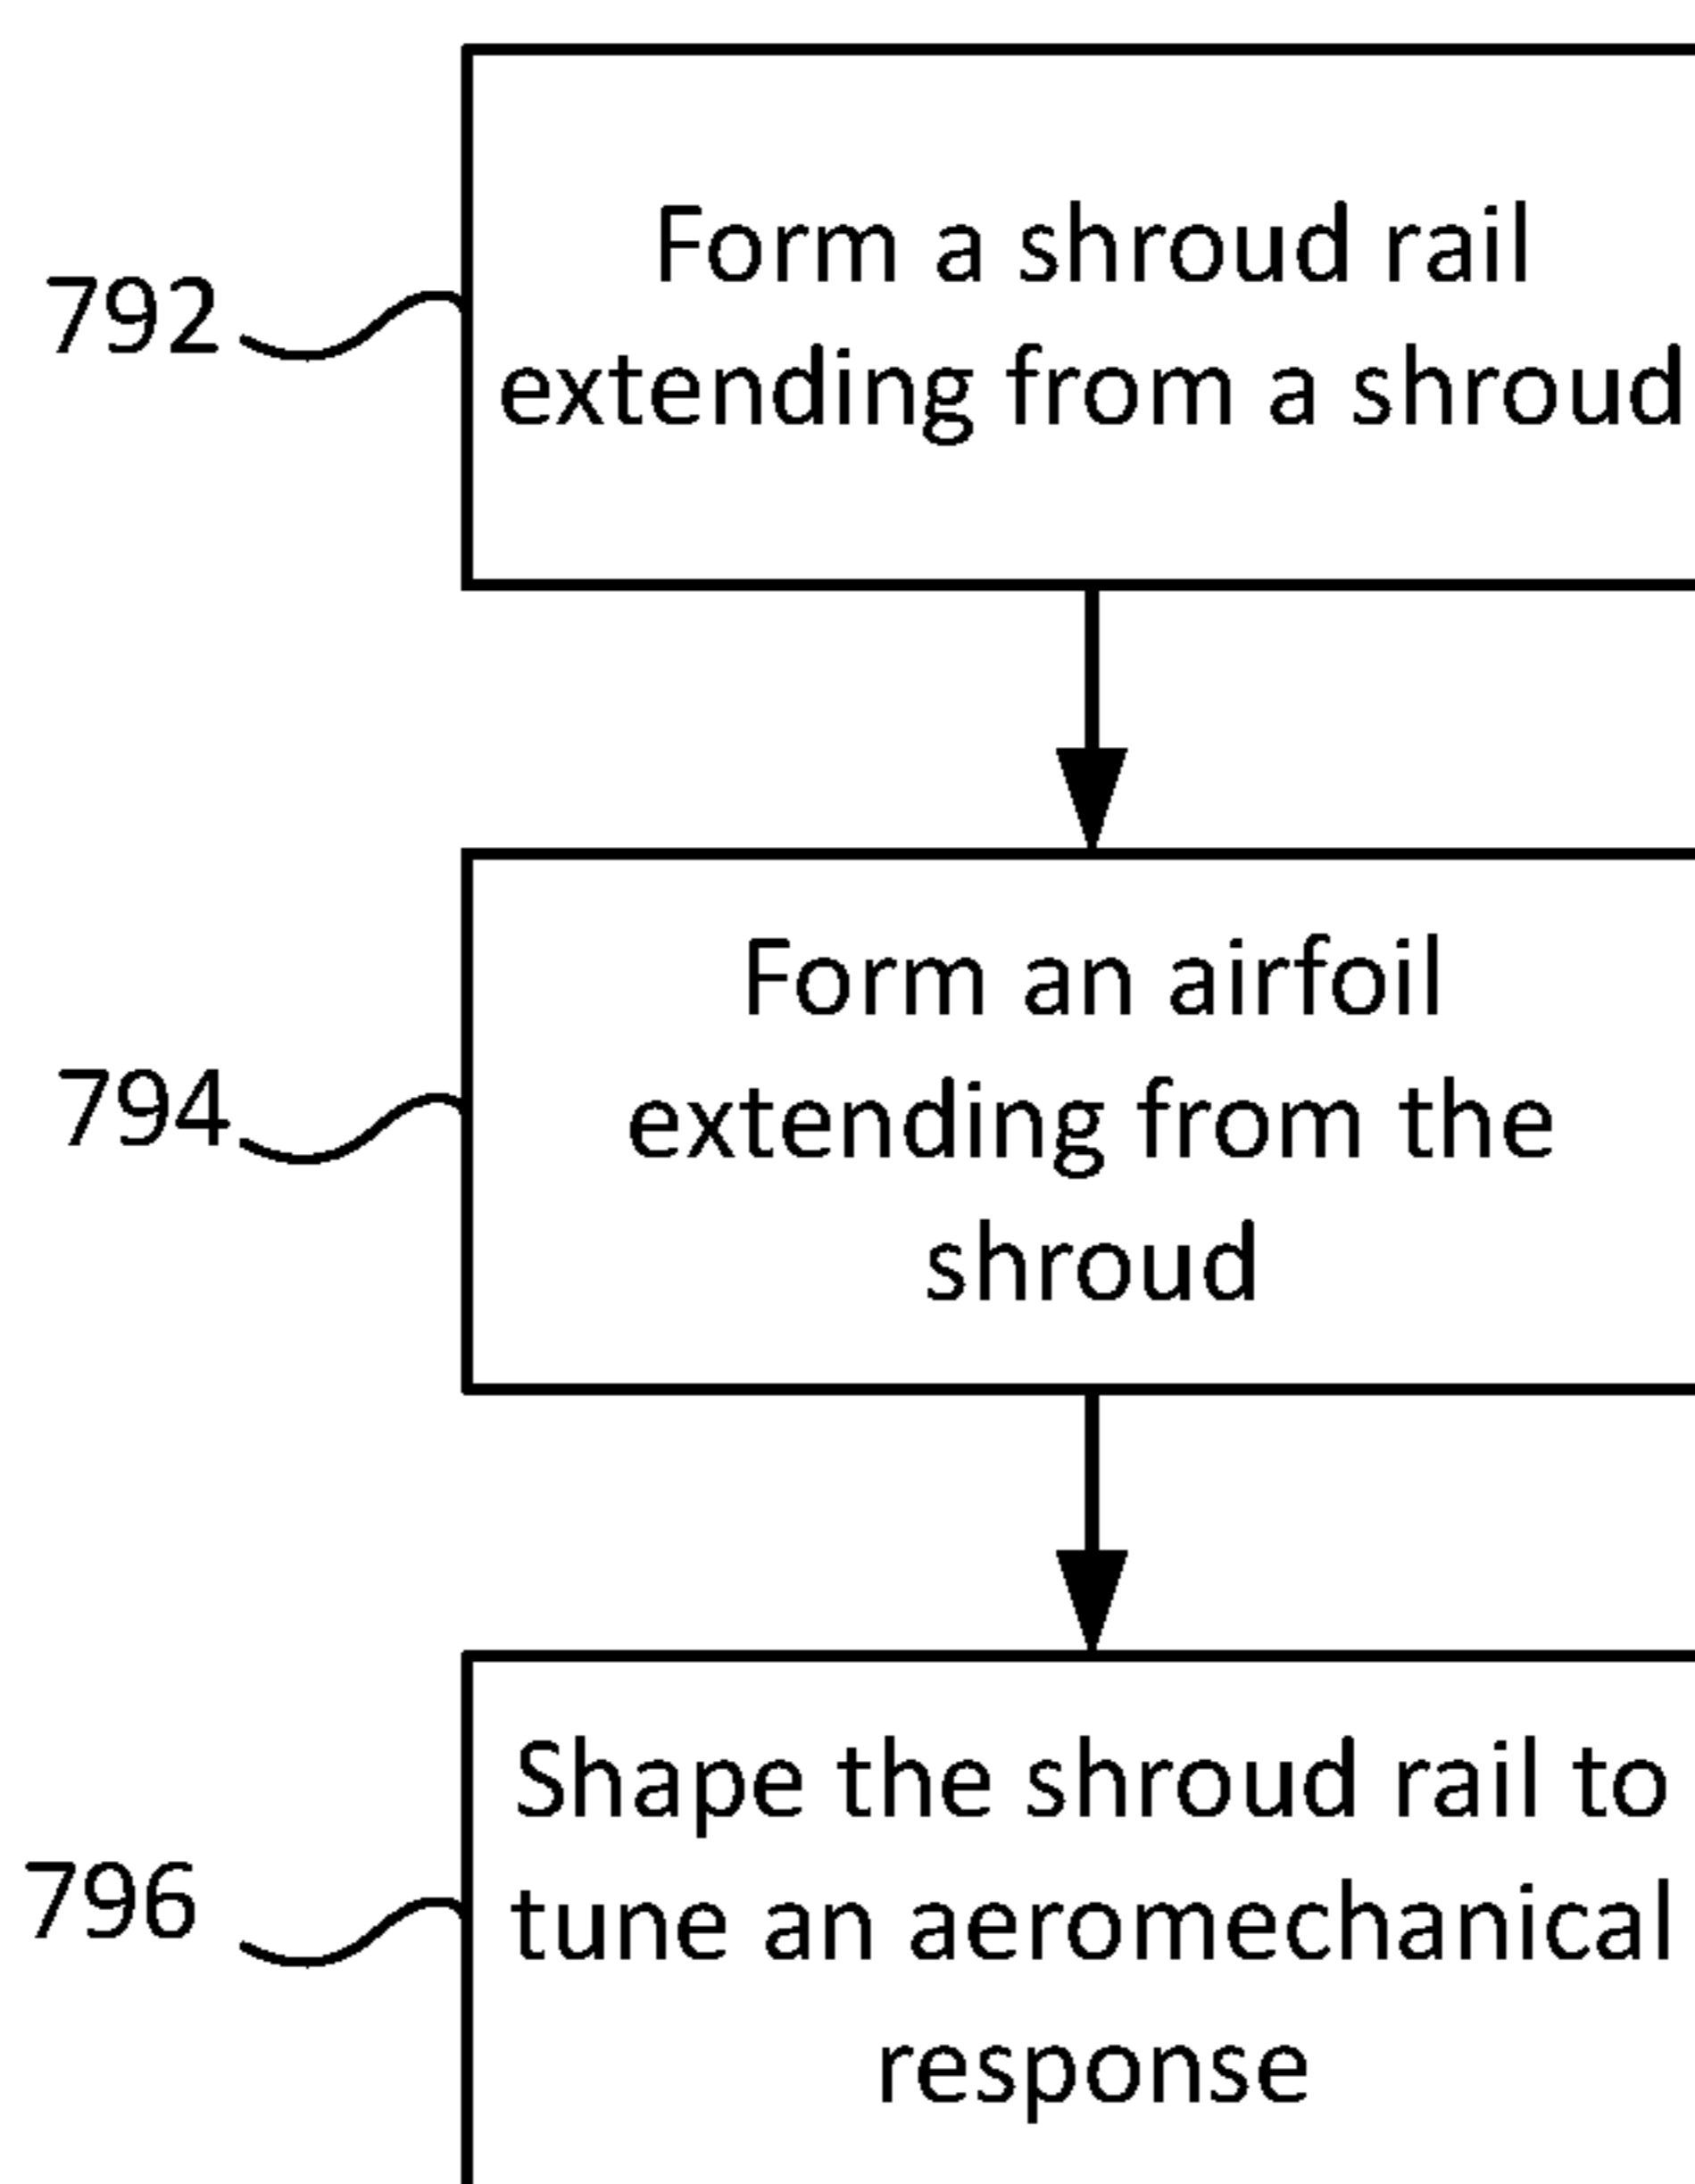 792
Form a shroud rail
extending from a shroud
794
Form an airfoil
extending from the
shroud
796
Shape the shroud rail to
tune an aeromechanical
response